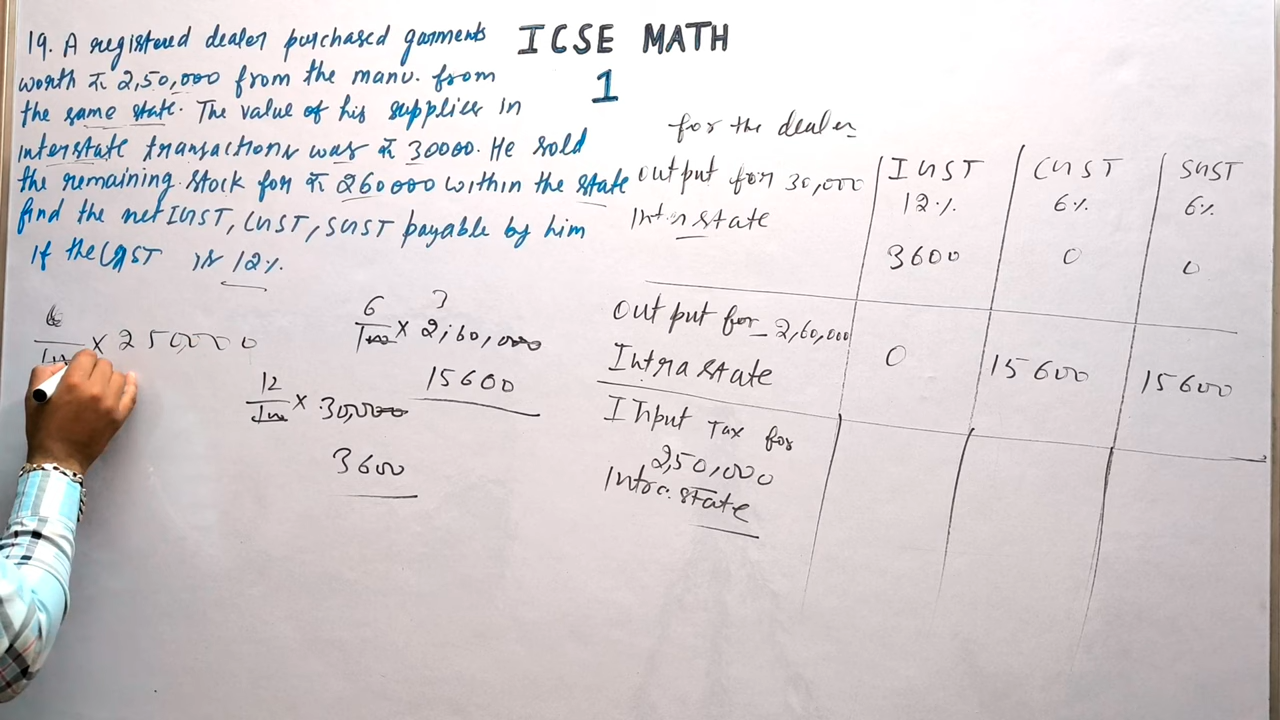 19. A registered dealer purchased garments
worth ₹ 2,50,000 from the manu. from
the same state. The value of his supplies in
interstate transactions was ₹ 30000. He sold
the remaining stock for ₹ 260000 within the state
find the net IGST, CGST, SGST payable by him
If the GST is 12%.
ICSE MATH
1
for the dealer
output for 30,000
Interstate
IGST CGST SGST
12% 6% 6%
3600 0 0
Output for 2,60,000
Intra state
0 15600 15600
Input Tax for
2,50,000
Intra. state
6
× 250000
6 3
100 × 2,60,000
15600
12
100 × 30,000
3600